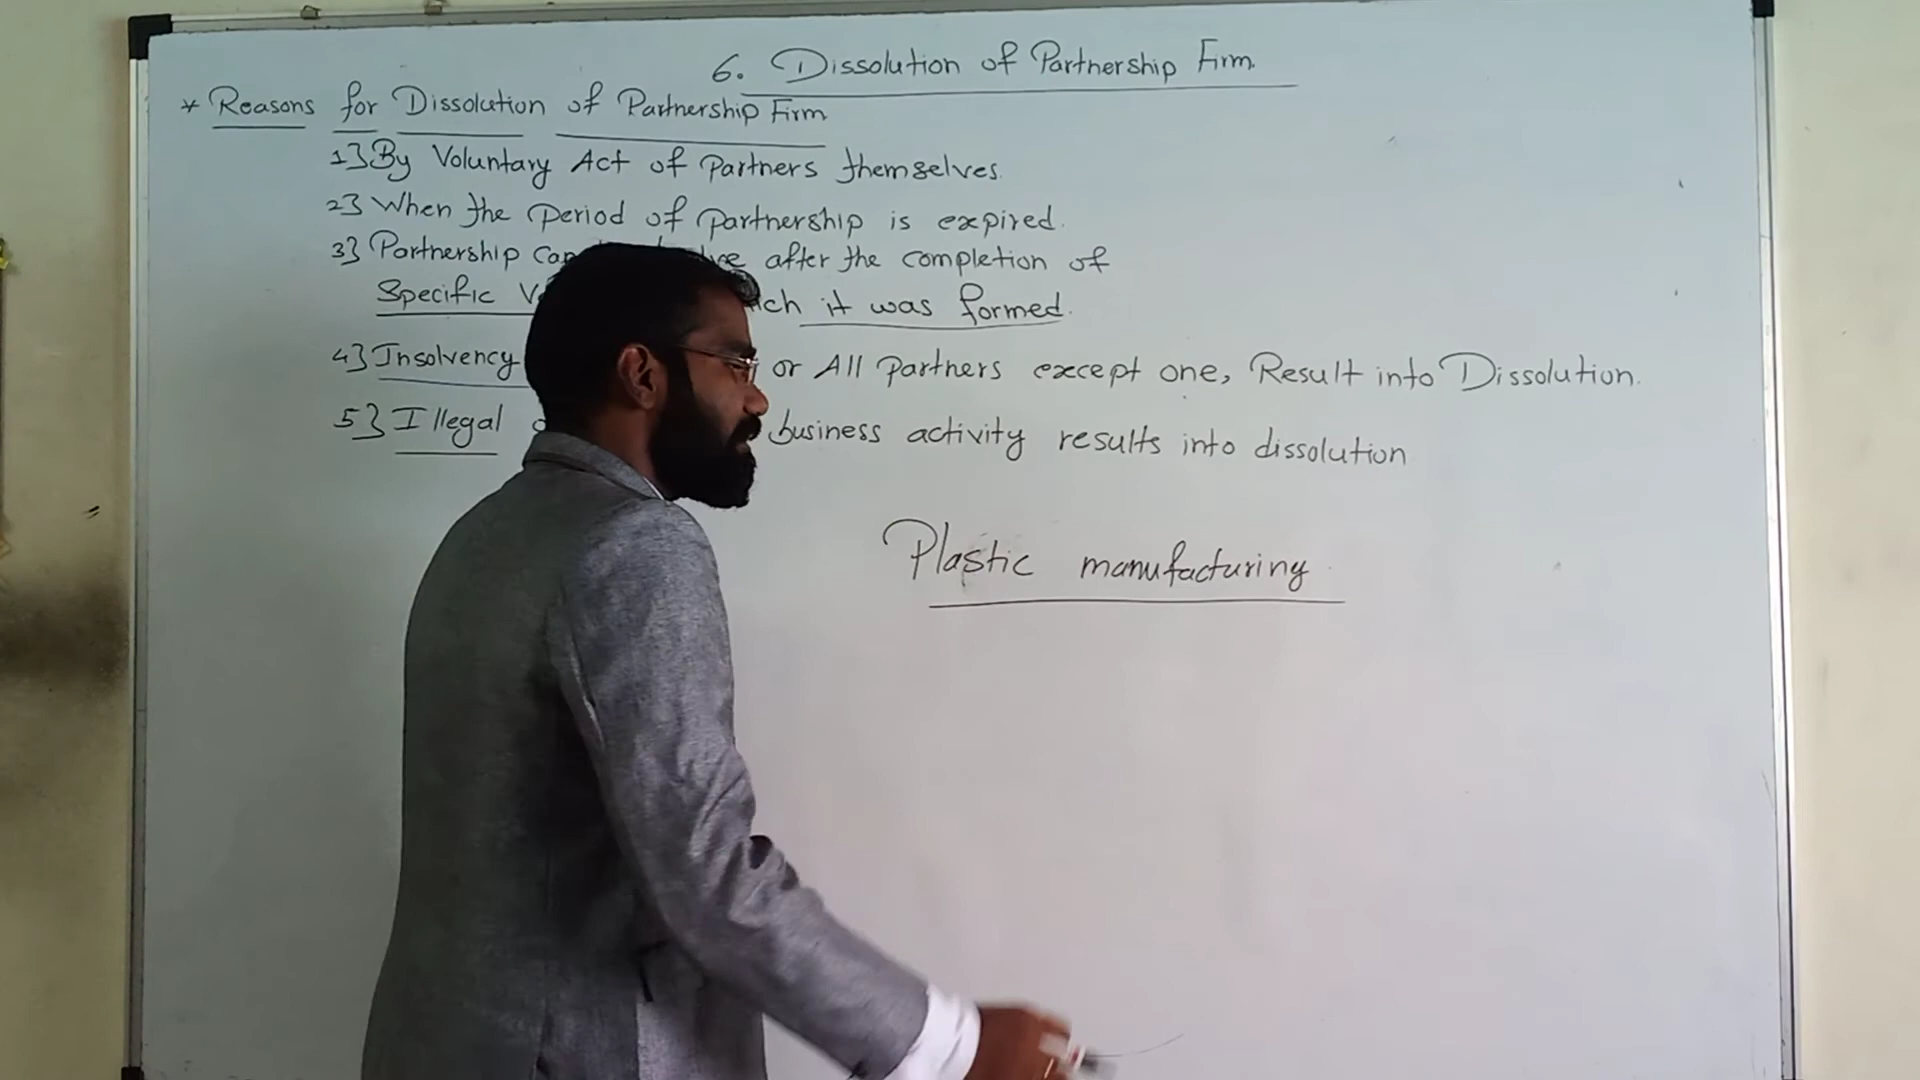 6. Dissolution of Partnership Firm.
* Reasons for Dissolution of Partnership Firm
1} By Voluntary Act of Partners themselves.
2} When the period of partnership is expired.
3} Partnership after the completion of
Specific it was formed.
4} Insolvency or All partners except one, Result into Dissolution.
5} Illegal business activity results into dissolution
Plastic manufacturing